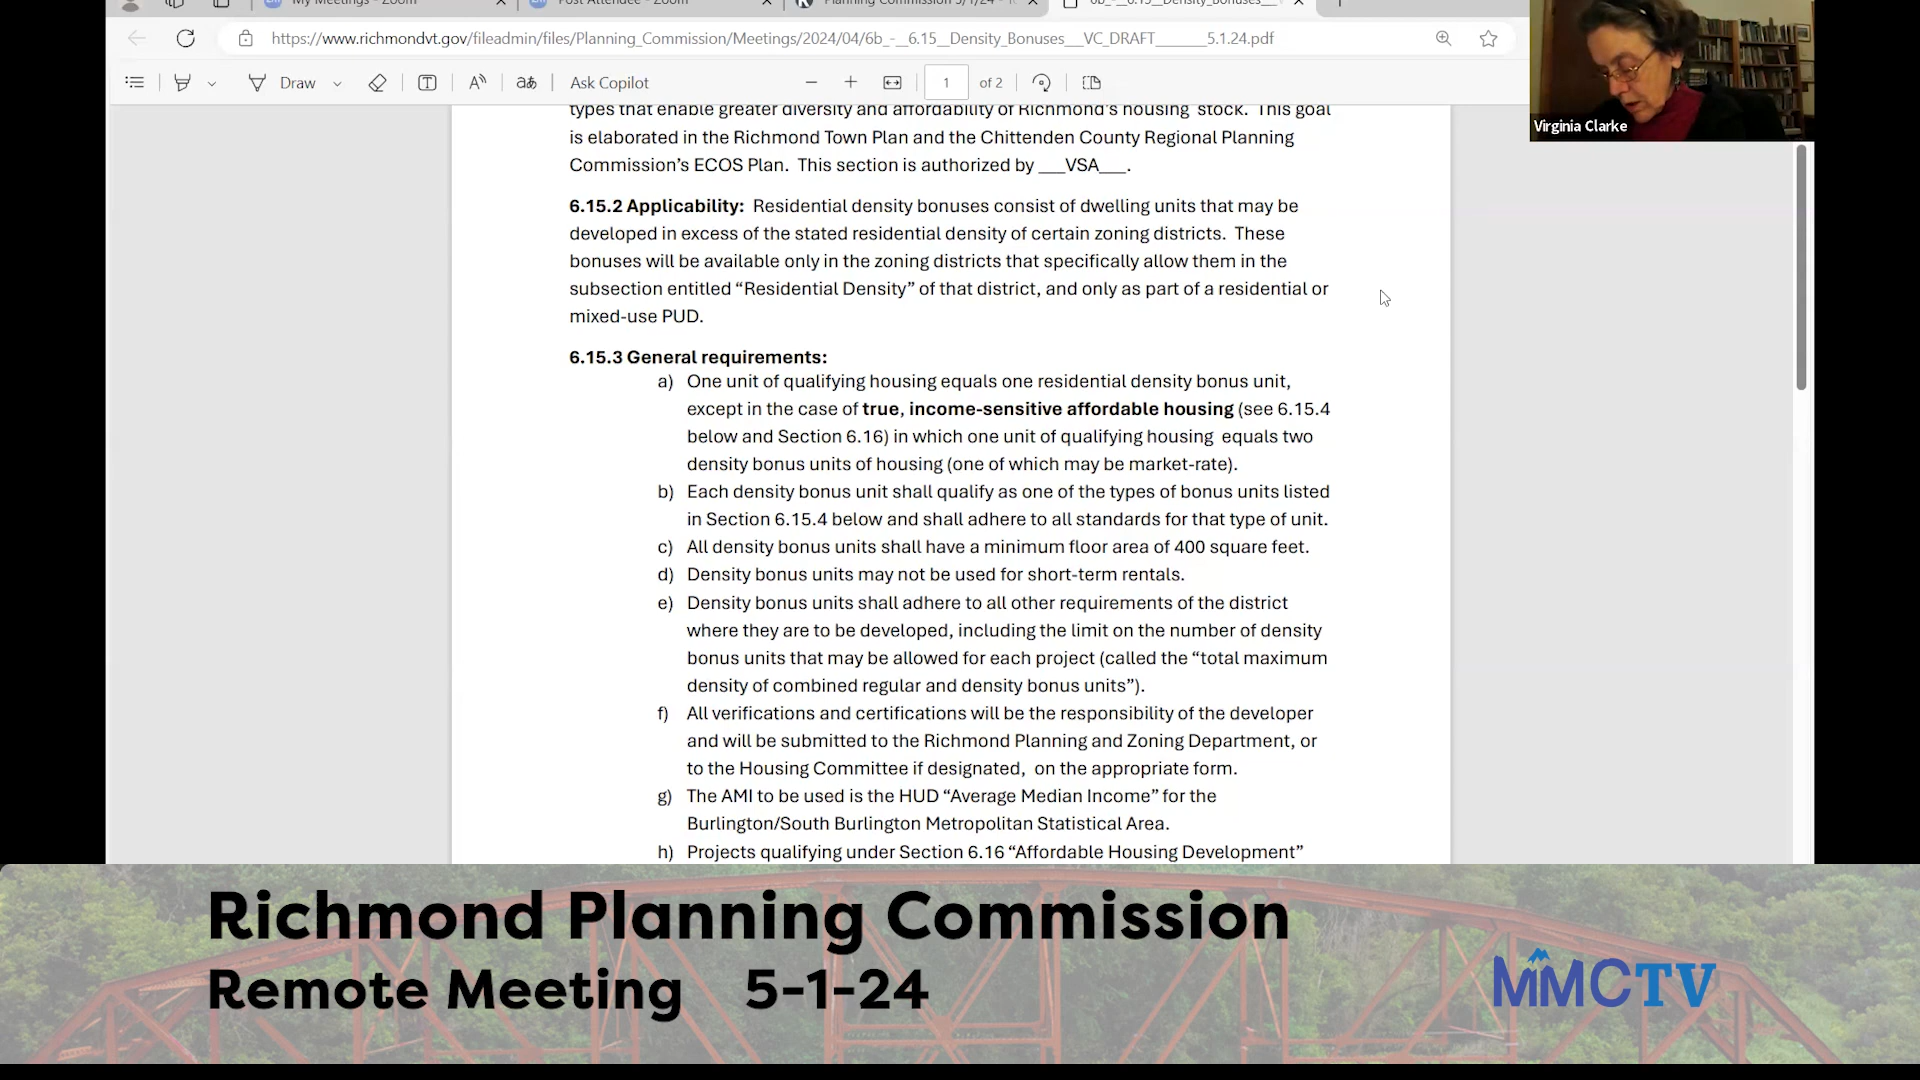 My Meetings - Zoom
Post Attendee - Zoom
Planning Commission 5/1/24 -
6b_-__6.15__Density_Bonuses__
https://www.richmondvt.gov/fileadmin/files/Planning_Commission/Meetings/2024/04/6b_-__6.15__Density_Bonuses___VC_DRAFT_______5.1.24.pdf
Draw
Ask Copilot
1 of 2
Virginia Clarke
types that enable greater diversity and affordability of Richmond's housing stock. This goal
is elaborated in the Richmond Town Plan and the Chittenden County Regional Planning
Commission's ECOS Plan. This section is authorized by ___VSA___.
6.15.2 Applicability: Residential density bonuses consist of dwelling units that may be
developed in excess of the stated residential density of certain zoning districts. These
bonuses will be available only in the zoning districts that specifically allow them in the
subsection entitled “Residential Density” of that district, and only as part of a residential or
mixed-use PUD.
6.15.3 General requirements:
a) One unit of qualifying housing equals one residential density bonus unit,
except in the case of true, income-sensitive affordable housing (see 6.15.4
below and Section 6.16) in which one unit of qualifying housing equals two
density bonus units of housing (one of which may be market-rate).
b) Each density bonus unit shall qualify as one of the types of bonus units listed
in Section 6.15.4 below and shall adhere to all standards for that type of unit.
c) All density bonus units shall have a minimum floor area of 400 square feet.
d) Density bonus units may not be used for short-term rentals.
e) Density bonus units shall adhere to all other requirements of the district
where they are to be developed, including the limit on the number of density
bonus units that may be allowed for each project (called the “total maximum
density of combined regular and density bonus units”).
f) All verifications and certifications will be the responsibility of the developer
and will be submitted to the Richmond Planning and Zoning Department, or
to the Housing Committee if designated, on the appropriate form.
g) The AMI to be used is the HUD “Average Median Income” for the
Burlington/South Burlington Metropolitan Statistical Area.
h) Projects qualifying under Section 6.16 “Affordable Housing Development”
Richmond Planning Commission
Remote Meeting 5-1-24
MMCTV